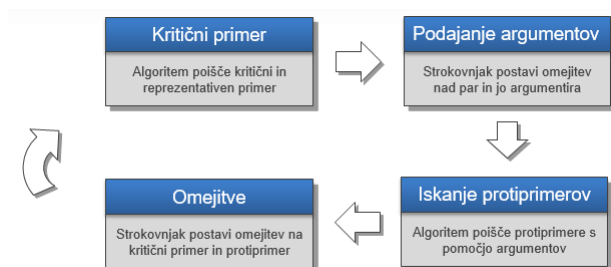 Kritični primer
Algoritem poišče kritični in
reprezentativen primer
Podajanje argumentov
Strokovnjak postavi omejitev
nad par in jo argumentira
Iskanje protiprimerov
Algoritem poišče protiprimere s
pomočjo argumentov
Omejitve
Strokovnjak postavi omejitev na
kritični primer in protiprimer